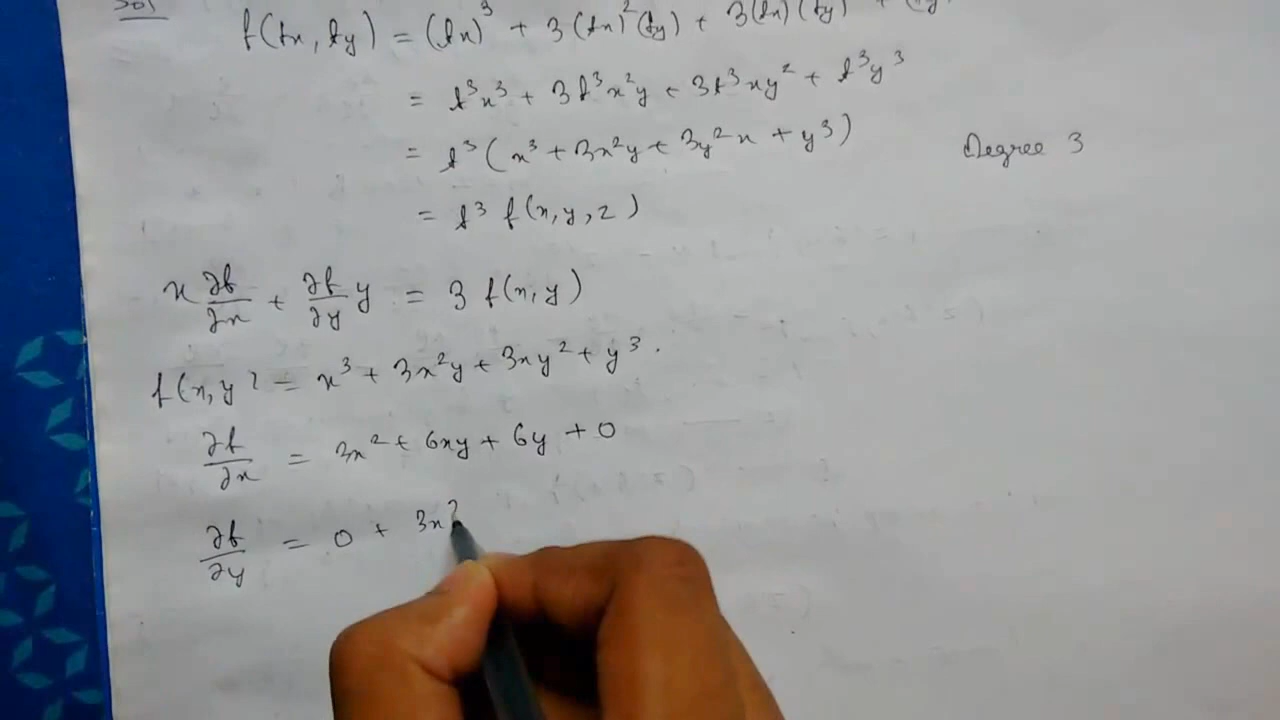 Sol
f(tx, ty) = (tx)³ + 3(tx)²(ty) + 3(tx)(ty)
= t³x³ + 3t³x²y + 3t³xy² + t³y³
= t³(x³ + 3x²y + 3y²x + y³) Degree 3
= t³ f(x, y, z)
x ∂f/∂x + ∂f/∂y y = 3 f(x, y)
f(x, y) = x³ + 3x²y + 3xy² + y³.
∂f/∂x = 3x² + 6xy + 6y + 0
∂f/∂y = 0 + 3x²